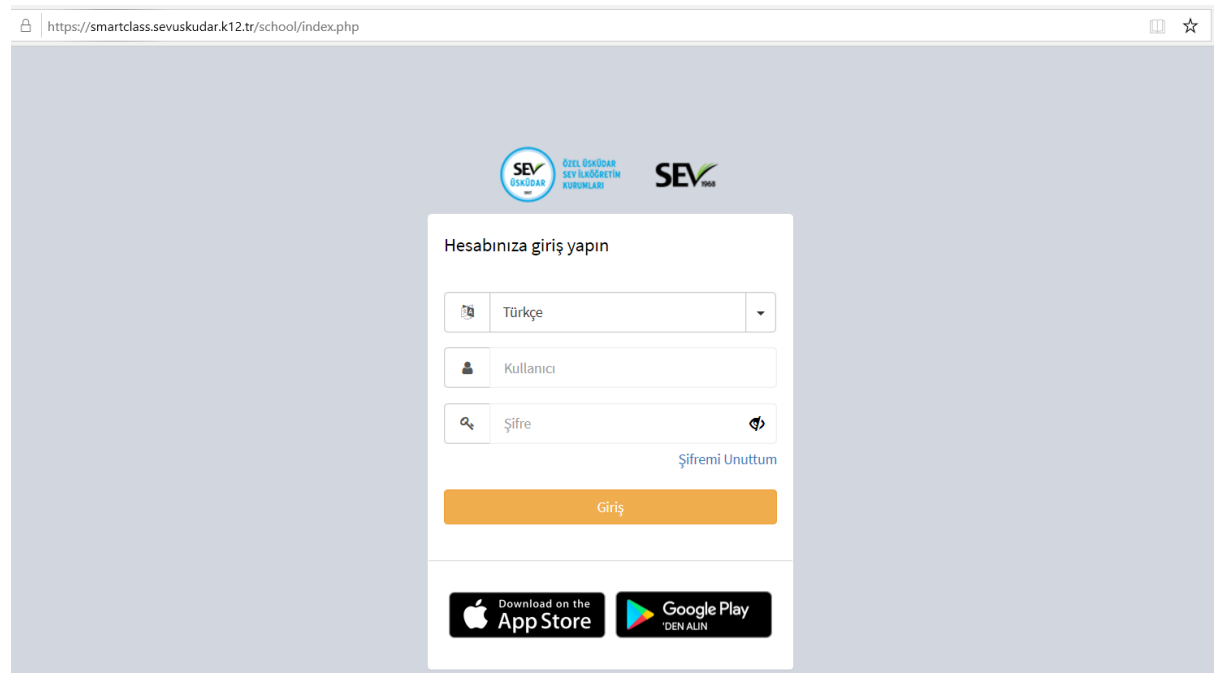 https://smartclass.sevuskudar.k12.tr/school/index.php
SEV
ÜSKÜDAR
ÖZEL ÜSKÜDAR
SEV İLKÖĞRETİM
KURUMLARI
SEV
1968
Hesabınıza giriş yapın
Türkçe
Kullanıcı
Şifre
Şifremi Unuttum
Giriş
Download on the
App Store
Google Play
'DEN ALIN